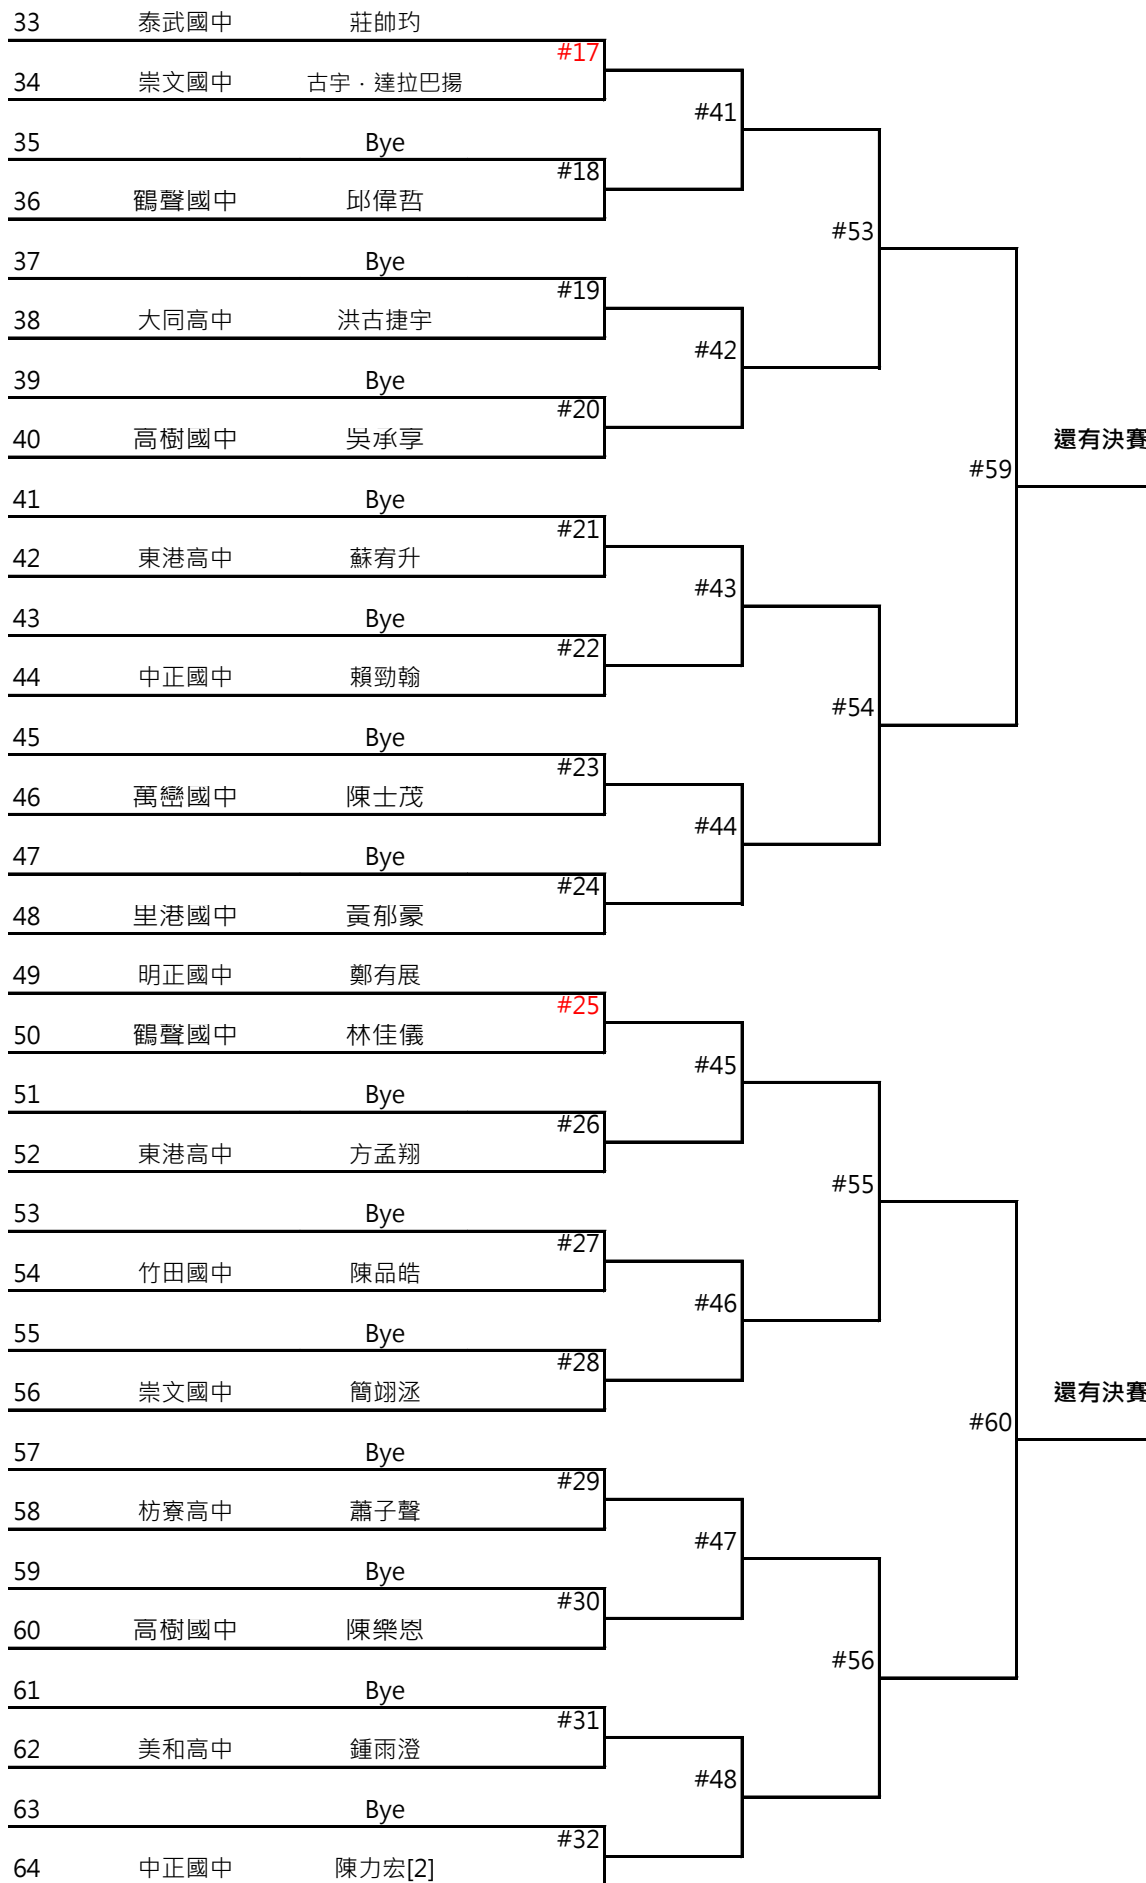 33 泰武國中 莊帥玓
#17
34 崇文國中 古宇．達拉巴揚
#41
35 Bye
#18
36 鶴聲國中 邱偉哲
#53
37 Bye
#19
38 大同高中 洪古捷宇
#42
39 Bye
#20
40 高樹國中 吳承享 還有決賽
#59
41 Bye
#21
42 東港高中 蘇宥升
#43
43 Bye
#22
44 中正國中 賴勁翰
#54
45 Bye
#23
46 萬巒國中 陳士茂
#44
47 Bye
#24
48 里港國中 黃郁豪
49 明正國中 鄭有展
#25
50 鶴聲國中 林佳儀
#45
51 Bye
#26
52 東港高中 方孟翔
#55
53 Bye
#27
54 竹田國中 陳品皓
#46
55 Bye
#28
56 崇文國中 簡翊洆 還有決賽
#60
57 Bye
#29
58 枋寮高中 蕭子聲
#47
59 Bye
#30
60 高樹國中 陳樂恩
#56
61 Bye
#31
62 美和高中 鍾雨澄
#48
63 Bye
#32
64 中正國中 陳力宏[2]